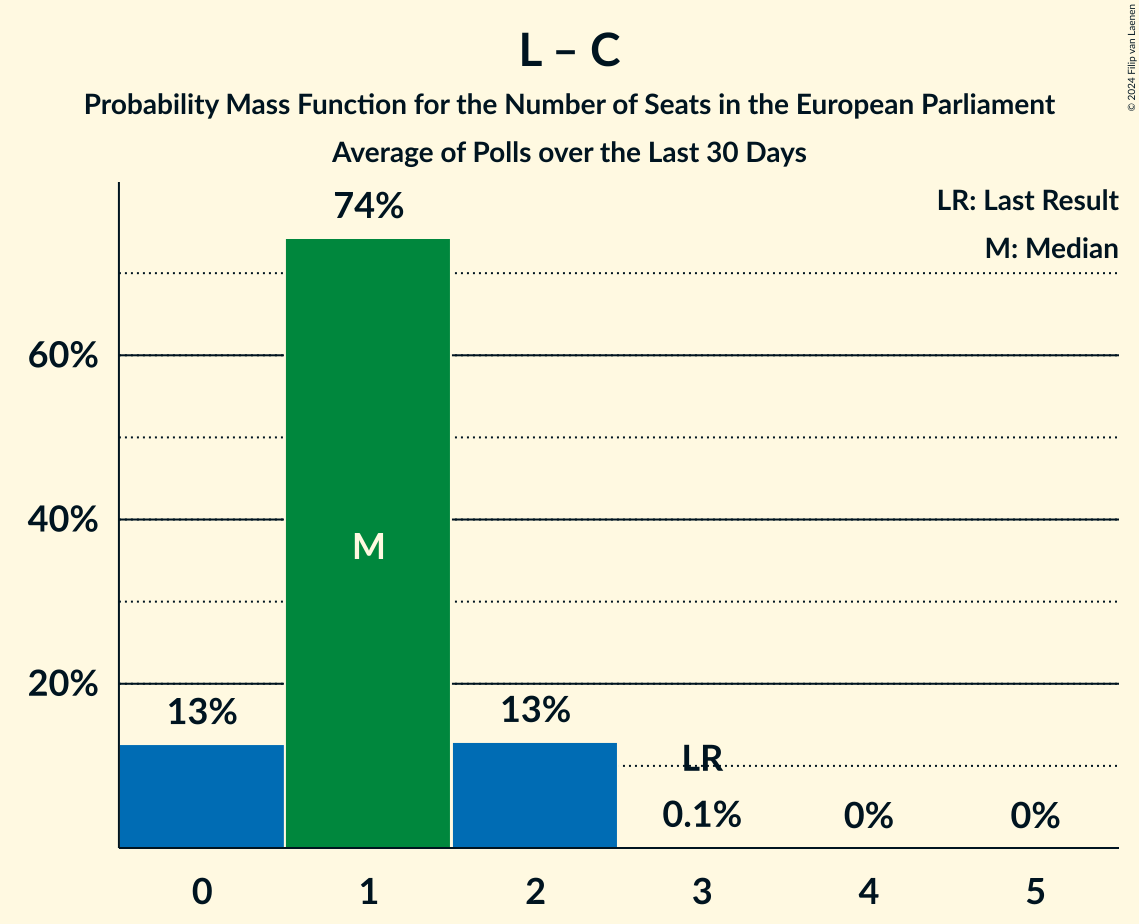 L – C
Probability Mass Function for the Number of Seats in the European Parliament
Average of Polls over the Last 30 Days
© 2024 Filip van Laenen
LR: Last Result
M: Median
74%
60%
40%
20%
M
13%
13%
LR
0.1%
0%
0%
0 1 2 3 4 5